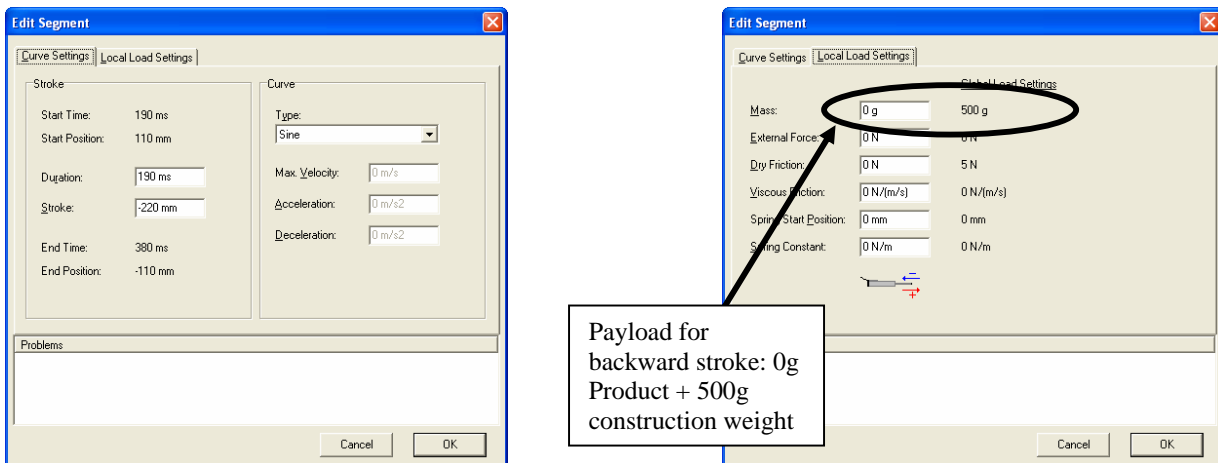 Edit Segment
Curve Settings Local Load Settings
Stroke
Start Time: 190 ms
Start Position: 110 mm
Duration: 190 ms
Stroke: -220 mm
End Time: 380 ms
End Position: -110 mm
Curve
Type:
Sine
Max. Velocity: 0 m/s
Acceleration: 0 m/s2
Deceleration: 0 m/s2
Problems
Cancel OK
Edit Segment
Curve Settings Local Load Settings
Global Load Settings
Mass: 0 g 500 g
External Force: 0 N 0 N
Dry Friction: 0 N 5 N
Viscous Friction: 0 N/(m/s) 0 N/(m/s)
Spring Start Position: 0 mm 0 mm
Spring Constant: 0 N/m 0 N/m
Payload for
backward stroke: 0g
Product + 500g
construction weight
Cancel OK